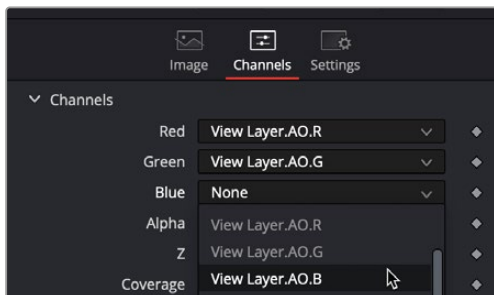 Image Channels Settings
Channels
Red View Layer.AO.R
Green View Layer.AO.G
Blue None
Alpha View Layer.AO.R
Z View Layer.AO.G
Coverage View Layer.AO.B